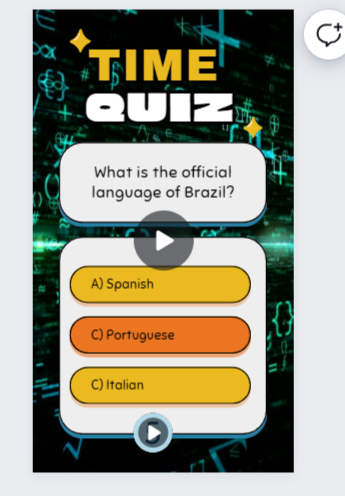 TIME
QUIZ
What is the official
language of Brazil?
A) Spanish
C) Portuguese
C) Italian